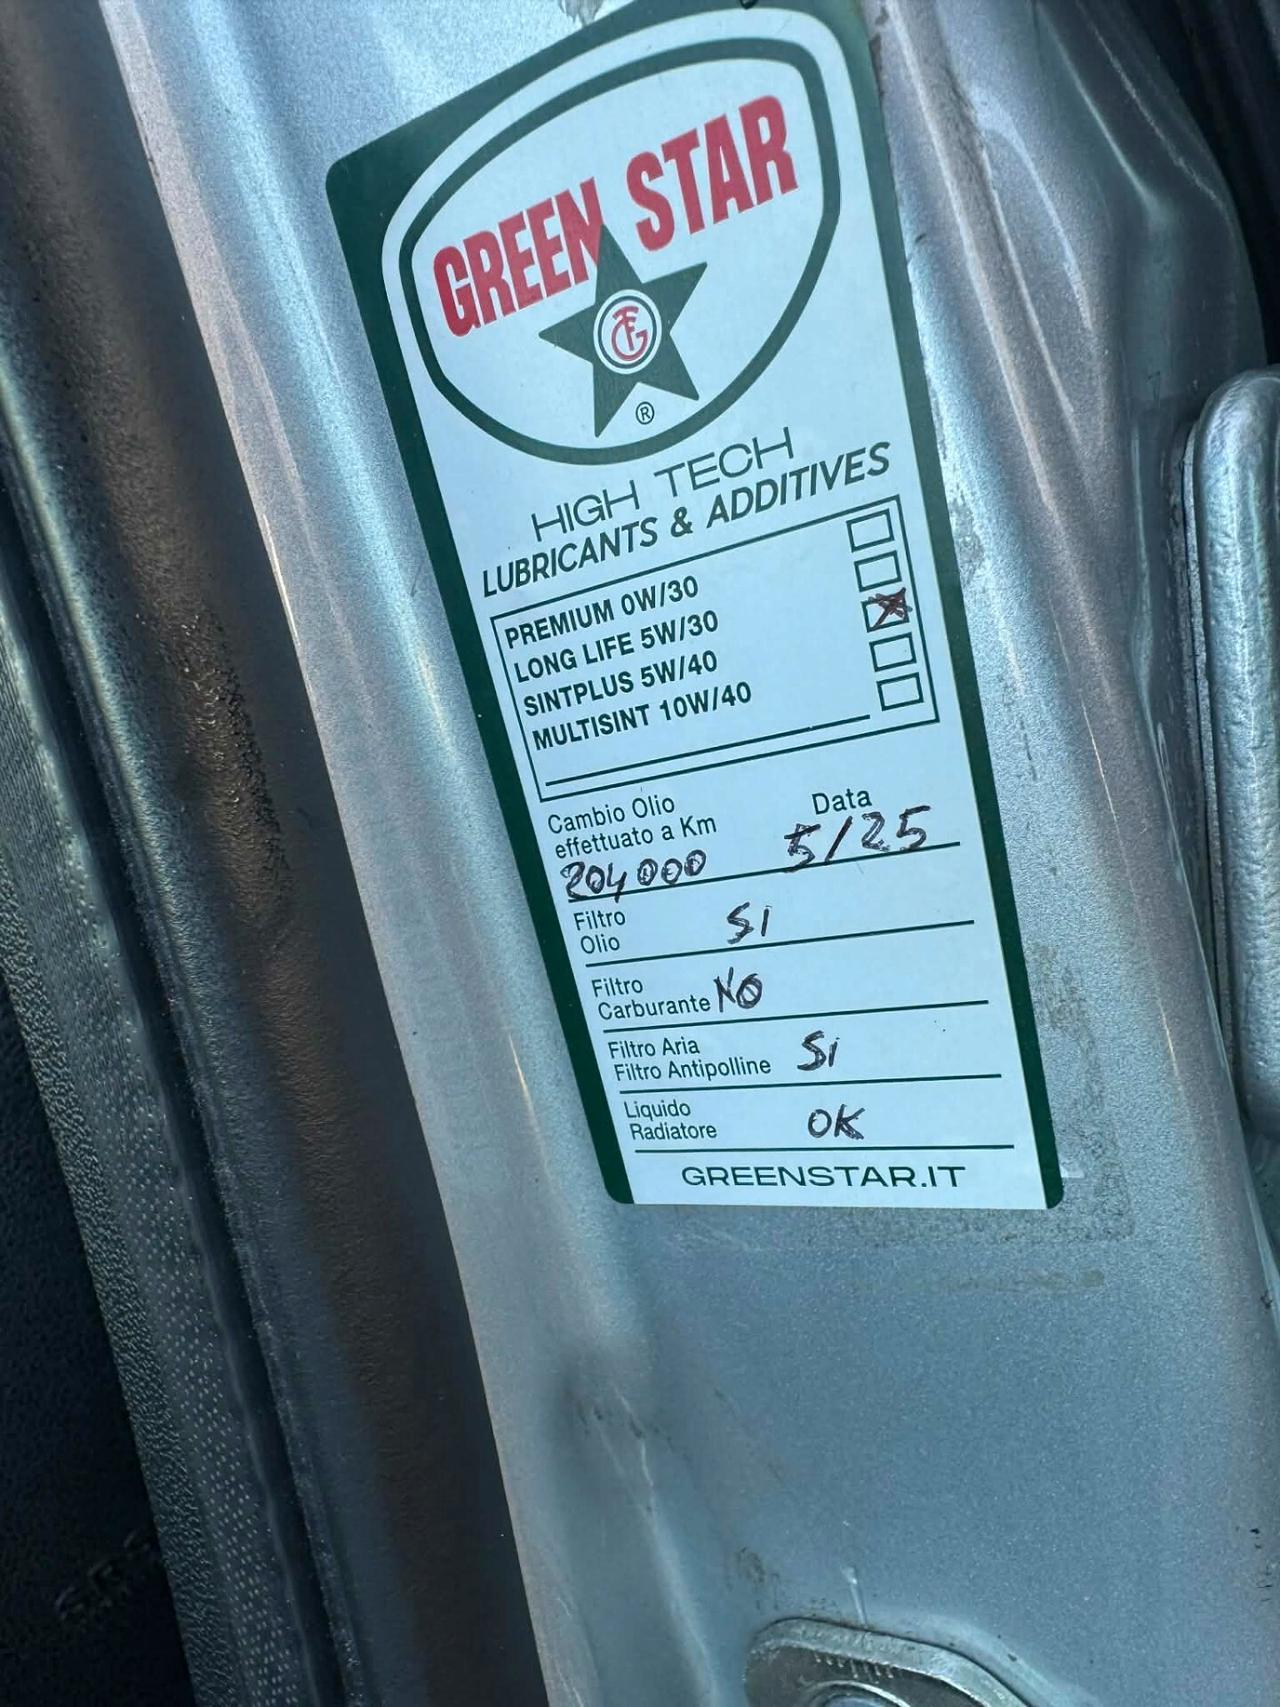 GREEN STAR
®
HIGH TECH
LUBRICANTS & ADDITIVES
PREMIUM 0W/30
LONG LIFE 5W/30
SINTPLUS 5W/40
MULTISINT 10W/40
Cambio Olio
effettuato a Km
204000
Data
5/25
Filtro
Olio
SI
Filtro
Carburante NO
Filtro Aria
Filtro Antipolline
Si
Liquido
Radiatore
OK
GREENSTAR.IT